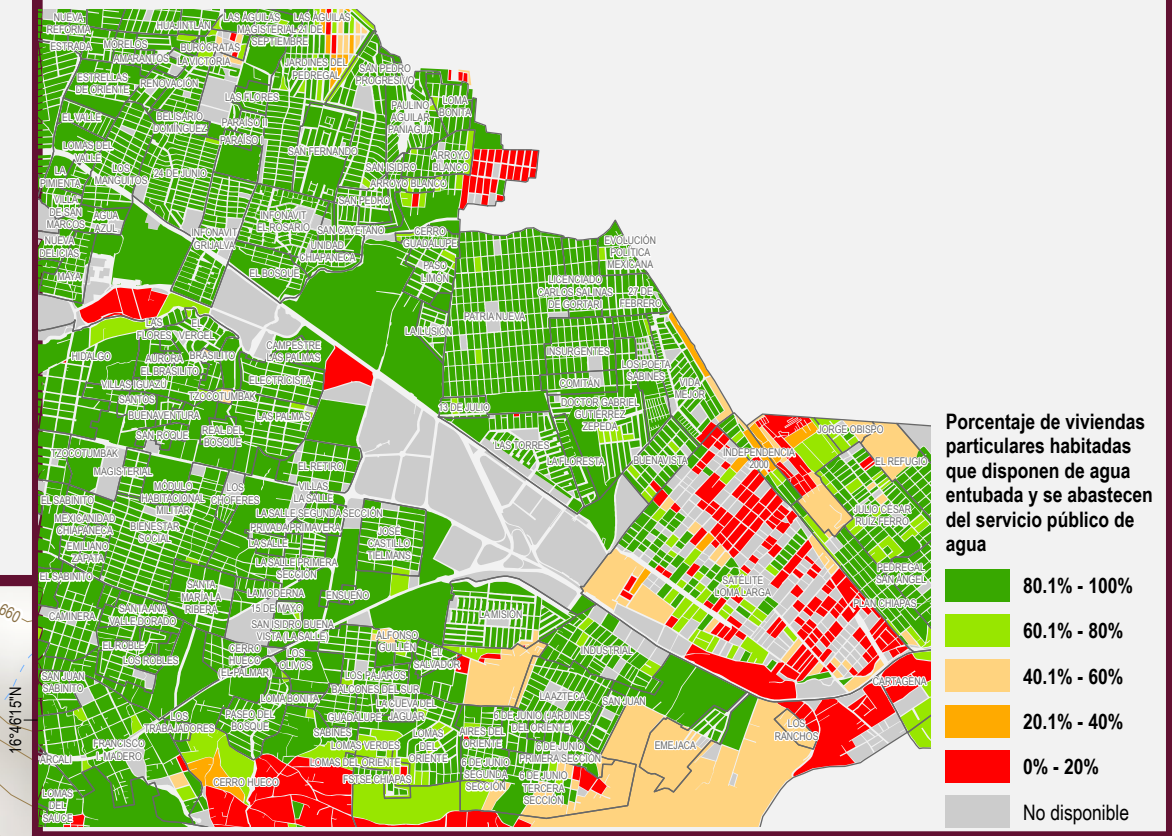 NUEVA
REFORMA
HUAJINTLÁN
LAS ÁGUILAS
LAS ÁGUILAS
MAGISTERIAL 21 DE
SEPTIEMBRE
ESTRADA
MORELOS
BURÓCRATAS
AMARANTOS
LA VICTORIA
JARDINES DEL
PEDREGAL
SAN PEDRO
PROGRESIVO
ESTRELLAS
DE ORIENTE
RENOVACIÓN
LAS FLORES
PAULINO
AGUILAR
PANIAGUA
LOMA
BONITA
EL VALLE
BELISARIO
DOMÍNGUEZ
PARAÍSO II
PARAÍSO I
LOMAS DEL
VALLE
SAN FERNANDO
LA
PIMIENTA
LOS
MANGUITOS
24 DE JUNIO
SAN ISIDRO
ARROYO
BLANCO
ARROYO BLANCO
VILLA
DE SAN
MARCOS
AGUA
AZUL
SAN PEDRO
INFONAVIT
GRIJALVA
INFONAVIT
EL ROSARIO
SAN CAYETANO
UNIDAD
CHIAPANECA
CERRO
GUADALUPE
NUEVA
DELICIAS
MAYA
EL BOSQUE
PASO
LIMÓN
EVOLUCIÓN
POLÍTICA
MEXICANA
LICENCIADO
CARLOS SALINAS
DE GORTARI
27 DE
FEBRERO
PATRIA NUEVA
LA ILUSIÓN
LAS
FLORES
EL
VERGEL
HIDALGO
AURORA
BRASILITO
EL BRASILITO
CAMPESTRE
LAS PALMAS
INSURGENTES
LOS POETA
SABINES
VILLAS IGUAZÚ
ELECTRICISTA
COMITÁN
VIDA
MEJOR
SANTOS
TZOCOTUMBAK
BUENAVENTURA
LAS PALMAS
13 DE JULIO
DOCTOR GABRIEL
GUTIÉRREZ
ZEPEDA
SAN ROQUE
REAL DEL
BOSQUE
LAS TORRES
JORGE OBISPO
TZOCOTUMBAK
MAGISTERIAL
EL RETIRO
LA FLORESTA
BUENAVISTA
INDEPENDENCIA
2000
EL REFUGIO
EL SABINITO
MÓDULO
HABITACIONAL
MILITAR
LOS
CHOFERES
VILLAS
LA SALLE
MEXICANIDAD
CHIAPANECA
BIENESTAR
SOCIAL
LA SALLE SEGUNDA SECCIÓN
PRIVADA PRIMAVERA
LA SALLE
JOSÉ
CASTILLO
TIELMANS
JULIO CÉSAR
RUIZ FERRO
EMILIANO
ZAPATA
LA SALLE PRIMERA
SECCIÓN
PEDREGAL
SAN ÁNGEL
EL SABINITO
SANTA
MARÍA LA
RIBERA
LA MODERNA
ENSUEÑO
SATÉLITE
LOMA LARGA
PLAN CHIAPAS
CAMINERA
SANTA ANA
VALLE DORADO
15 DE MAYO
SAN ISIDRO BUENA
VISTA (LA SALLE)
LA MISIÓN
EL ROBLE
LOS ROBLES
CERRO
HUECO
(EL PALMAR)
LOS
OLIVOS
ALFONSO
GUILLÉN
EL
SALVADOR
INDUSTRIAL
CARTAGENA
SAN JUAN
SABINITO
LOS PÁJAROS
BALCONES DEL SUR
LOMA BONITA
LA CUEVA DEL
JAGUAR
LA AZTECA
SAN JUAN
LOS
TRABAJADORES
PASEO DEL
BOSQUE
GUADALUPE
SABINES
5 DE JUNIO (JARDINES
DEL ORIENTE)
LOS
RANCHOS
FRANCISCO
I. MADERO
LOMAS VERDES
LOMAS
DEL
ORIENTE
AIRES DEL
ORIENTE
6 DE JUNIO
PRIMERA SECCIÓN
EMEJACA
ARCALI
CERRO HUECO
LOMAS DEL ORIENTE
FSTSE CHIAPAS
6 DE JUNIO
SEGUNDA
SECCIÓN
6 DE JUNIO
TERCERA
SECCIÓN
LOMAS
DEL
SAUCE
660
16°46'15"N
Porcentaje de viviendas
particulares habitadas
que disponen de agua
entubada y se abastecen
del servicio público de
agua
80.1% - 100%
60.1% - 80%
40.1% - 60%
20.1% - 40%
0% - 20%
No disponible